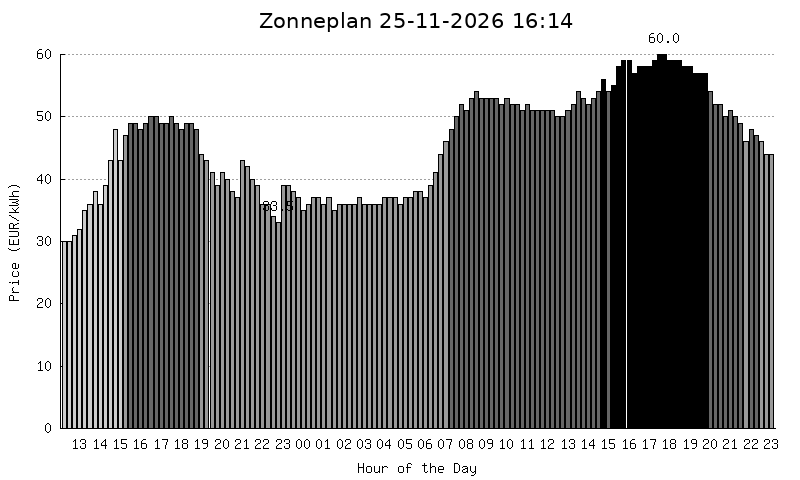 Zonneplan 25-11-2026 16:14
60.0
60
50
40
30
20
10
0
Price (EUR/kWh)
33.5
13 14 15 16 17 18 19 20 21 22 23 00 01 02 03 04 05 06 07 08 09 10 11 12 13 14 15 16 17 18 19 20 21 22 23
Hour of the Day